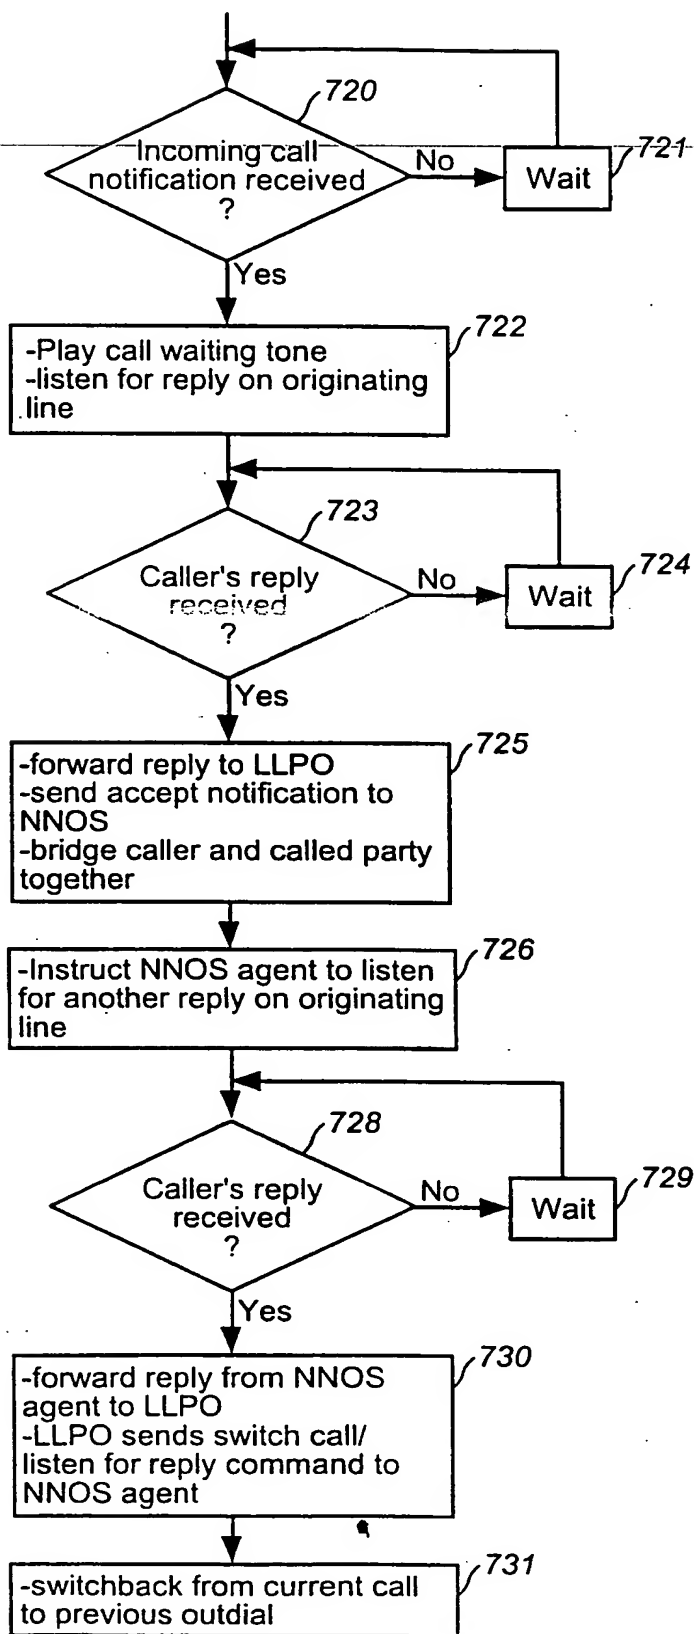 720
Incoming call
notification received
?
No
Wait
721
Yes
722
-Play call waiting tone
-listen for reply on originating
line
723
Caller's reply
received
?
No
Wait
724
Yes
725
-forward reply to LLPO
-send accept notification to
NNOS
-bridge caller and called party
together
726
-Instruct NNOS agent to listen
for another reply on originating
line
728
Caller's reply
received
?
No
Wait
729
Yes
730
-forward reply from NNOS
agent to LLPO
-LLPO sends switch call/
listen for reply command to
NNOS agent
731
-switchback from current call
to previous outdial